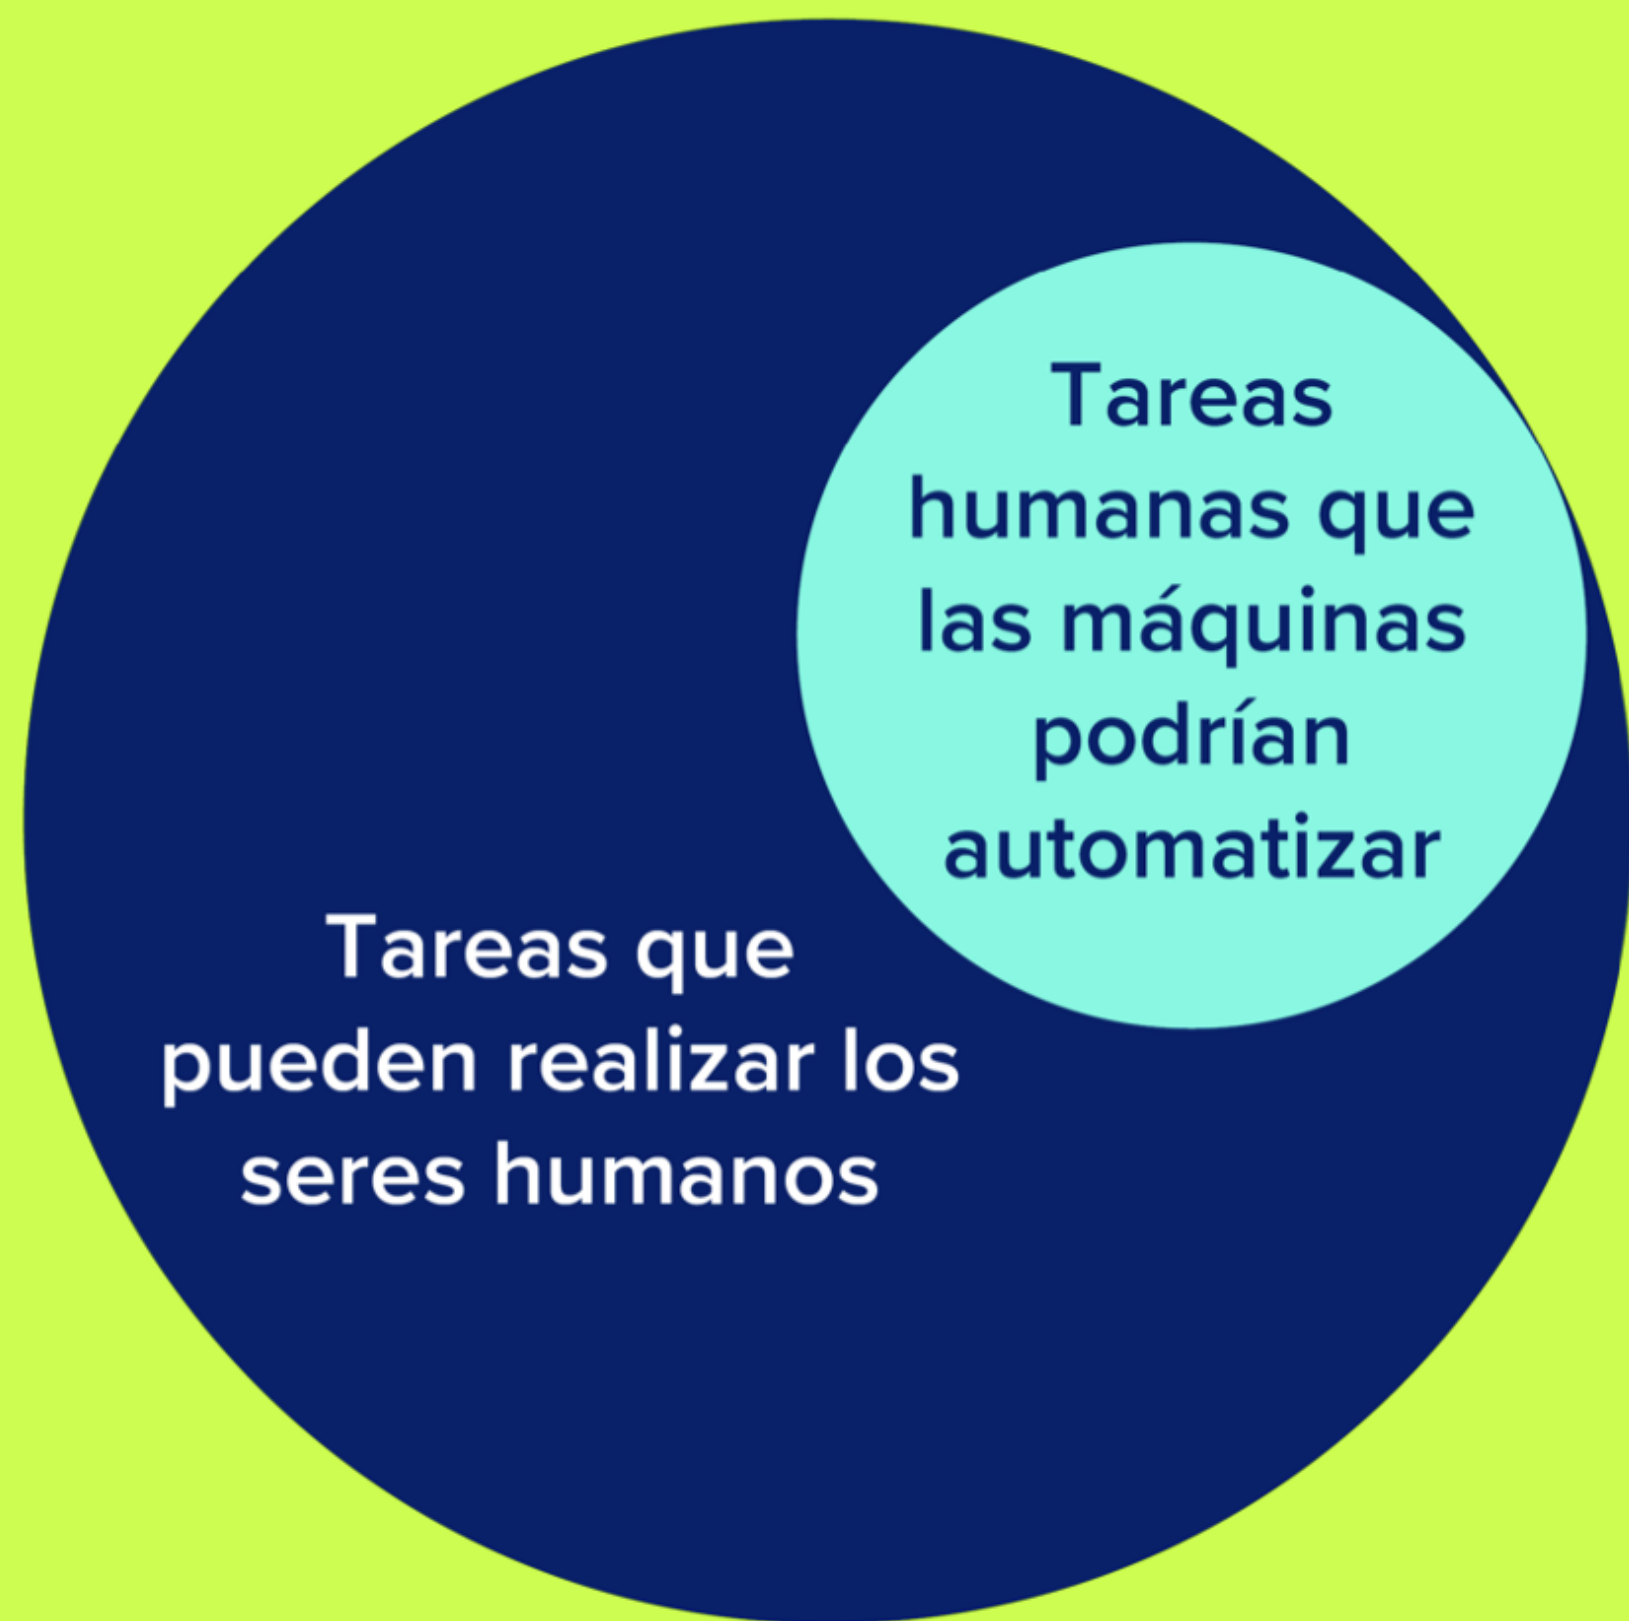 Tareas
humanas que
las máquinas
podrían
automatizar
Tareas que
pueden realizar los
seres humanos